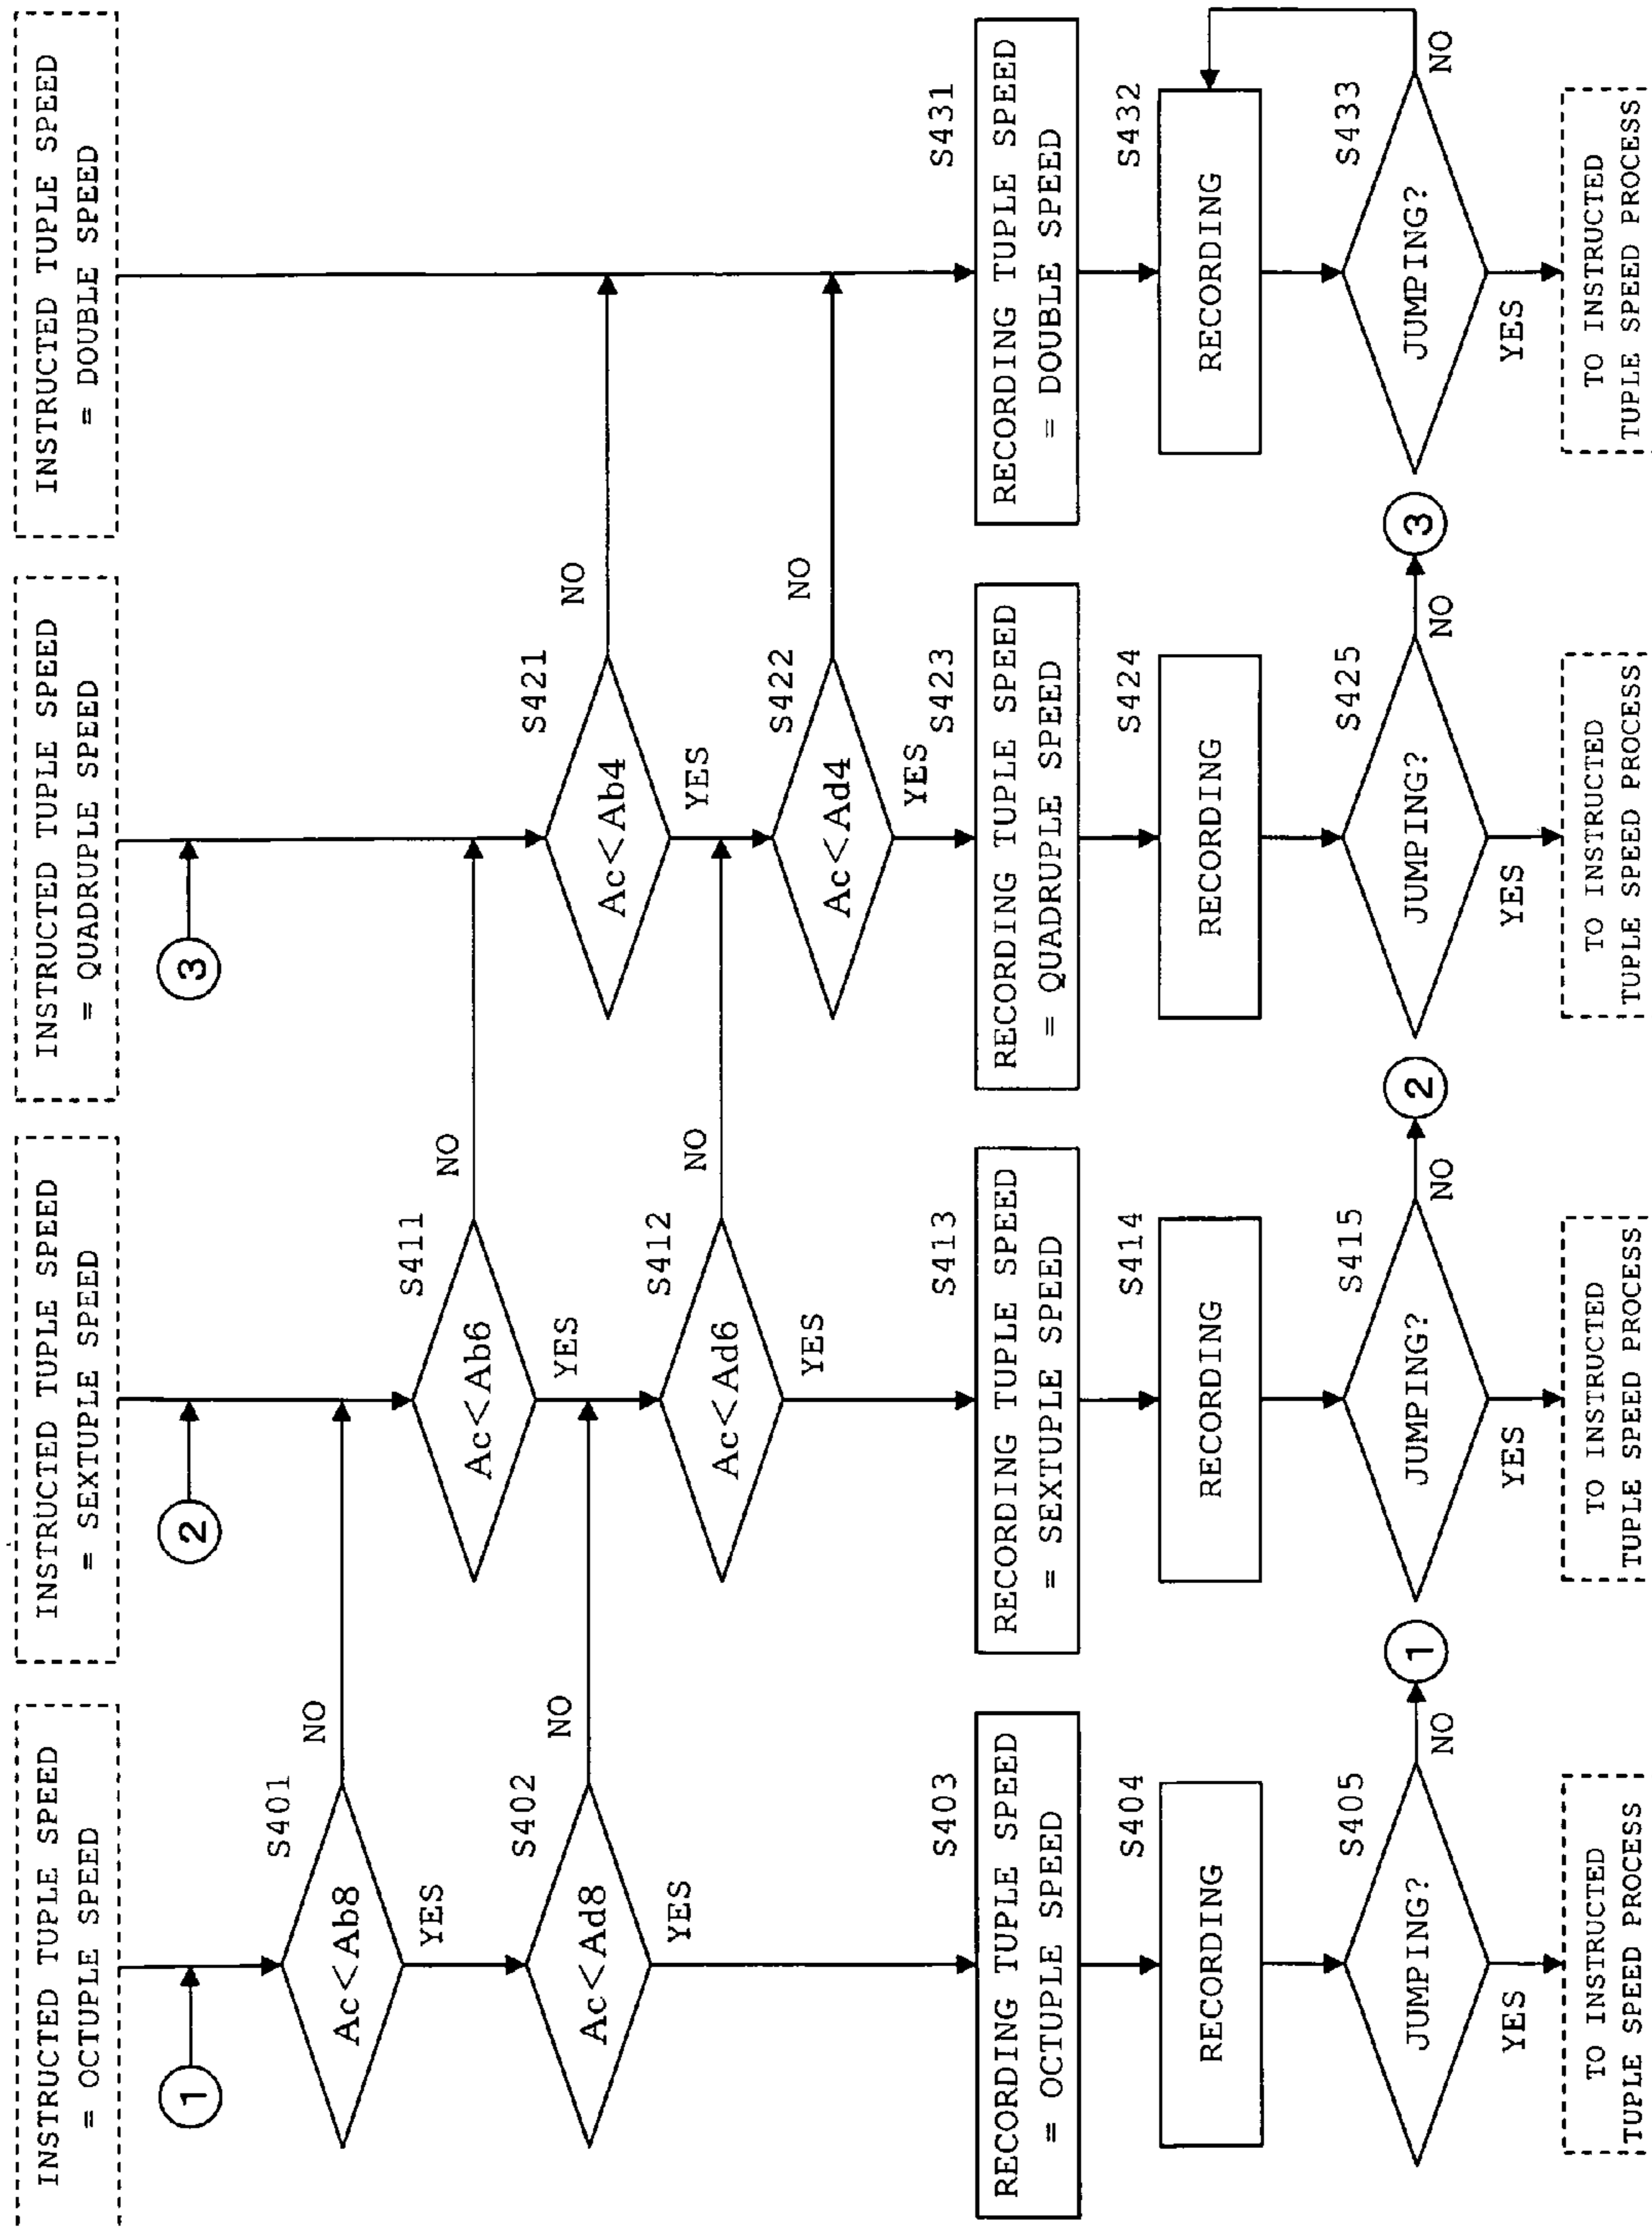 INSTRUCTED TUPLE SPEED
= OCTUPLE SPEED
1
S401
Ac<Ab8
NO
YES
S402
Ac<Ad8
NO
YES
S403
RECORDING TUPLE SPEED
= OCTUPLE SPEED
S404
RECORDING
S405
JUMPING?
NO
1
YES
TO INSTRUCTED
TUPLE SPEED PROCESS
INSTRUCTED TUPLE SPEED
= SEXTUPLE SPEED
2
S411
Ac<Ab6
NO
YES
S412
Ac<Ad6
NO
YES
S413
RECORDING TUPLE SPEED
= SEXTUPLE SPEED
S414
RECORDING
S415
JUMPING?
NO
2
YES
TO INSTRUCTED
TUPLE SPEED PROCESS
INSTRUCTED TUPLE SPEED
= QUADRUPLE SPEED
3
S421
Ac<Ab4
NO
YES
S422
Ac<Ad4
NO
YES
S423
RECORDING TUPLE SPEED
= QUADRUPLE SPEED
S424
RECORDING
S425
JUMPING?
NO
3
YES
TO INSTRUCTED
TUPLE SPEED PROCESS
INSTRUCTED TUPLE SPEED
= DOUBLE SPEED
S431
RECORDING TUPLE SPEED
= DOUBLE SPEED
S432
RECORDING
S433
JUMPING?
NO
YES
TO INSTRUCTED
TUPLE SPEED PROCESS